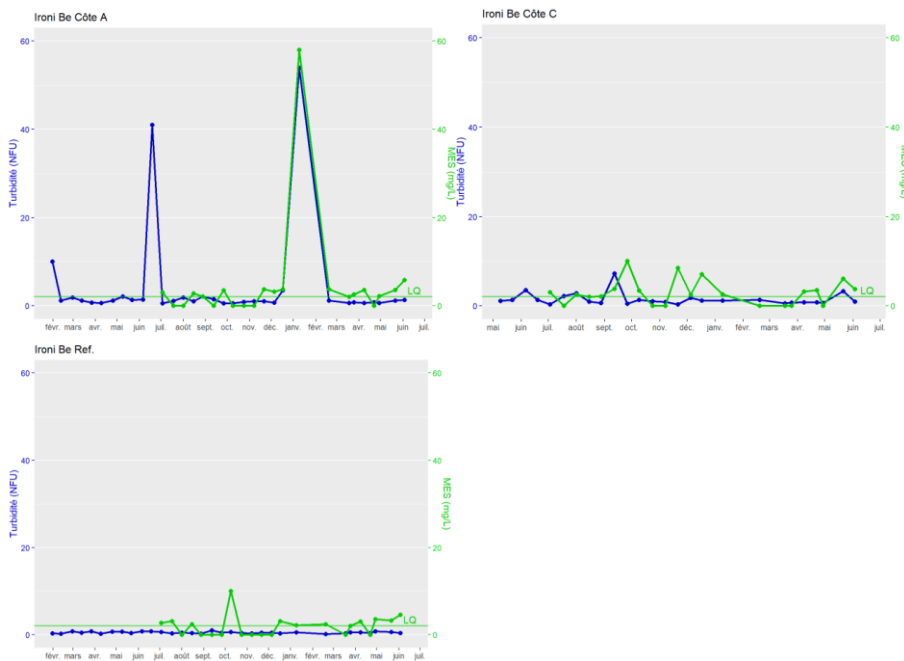 Ironi Be Côte A
60
40
20
0
Turbidité (NFU)
60
40
20
0
MES (mg/L)
LQ
févr. mars avr. mai juin juil. août sept. oct. nov. déc. janv. févr. mars avr. mai juin juil.
Ironi Be Côte C
60
40
20
0
Turbidité (NFU)
60
40
20
0
MES (mg/L)
LQ
mai juin juil. août sept. oct. nov. déc. janv. févr. mars avr. mai juin juil.
Ironi Be Ref.
60
40
20
0
Turbidité (NFU)
60
40
20
0
MES (mg/L)
LQ
févr. mars avr. mai juin juil. août sept. oct. nov. déc. janv. févr. mars avr. mai juin juil.